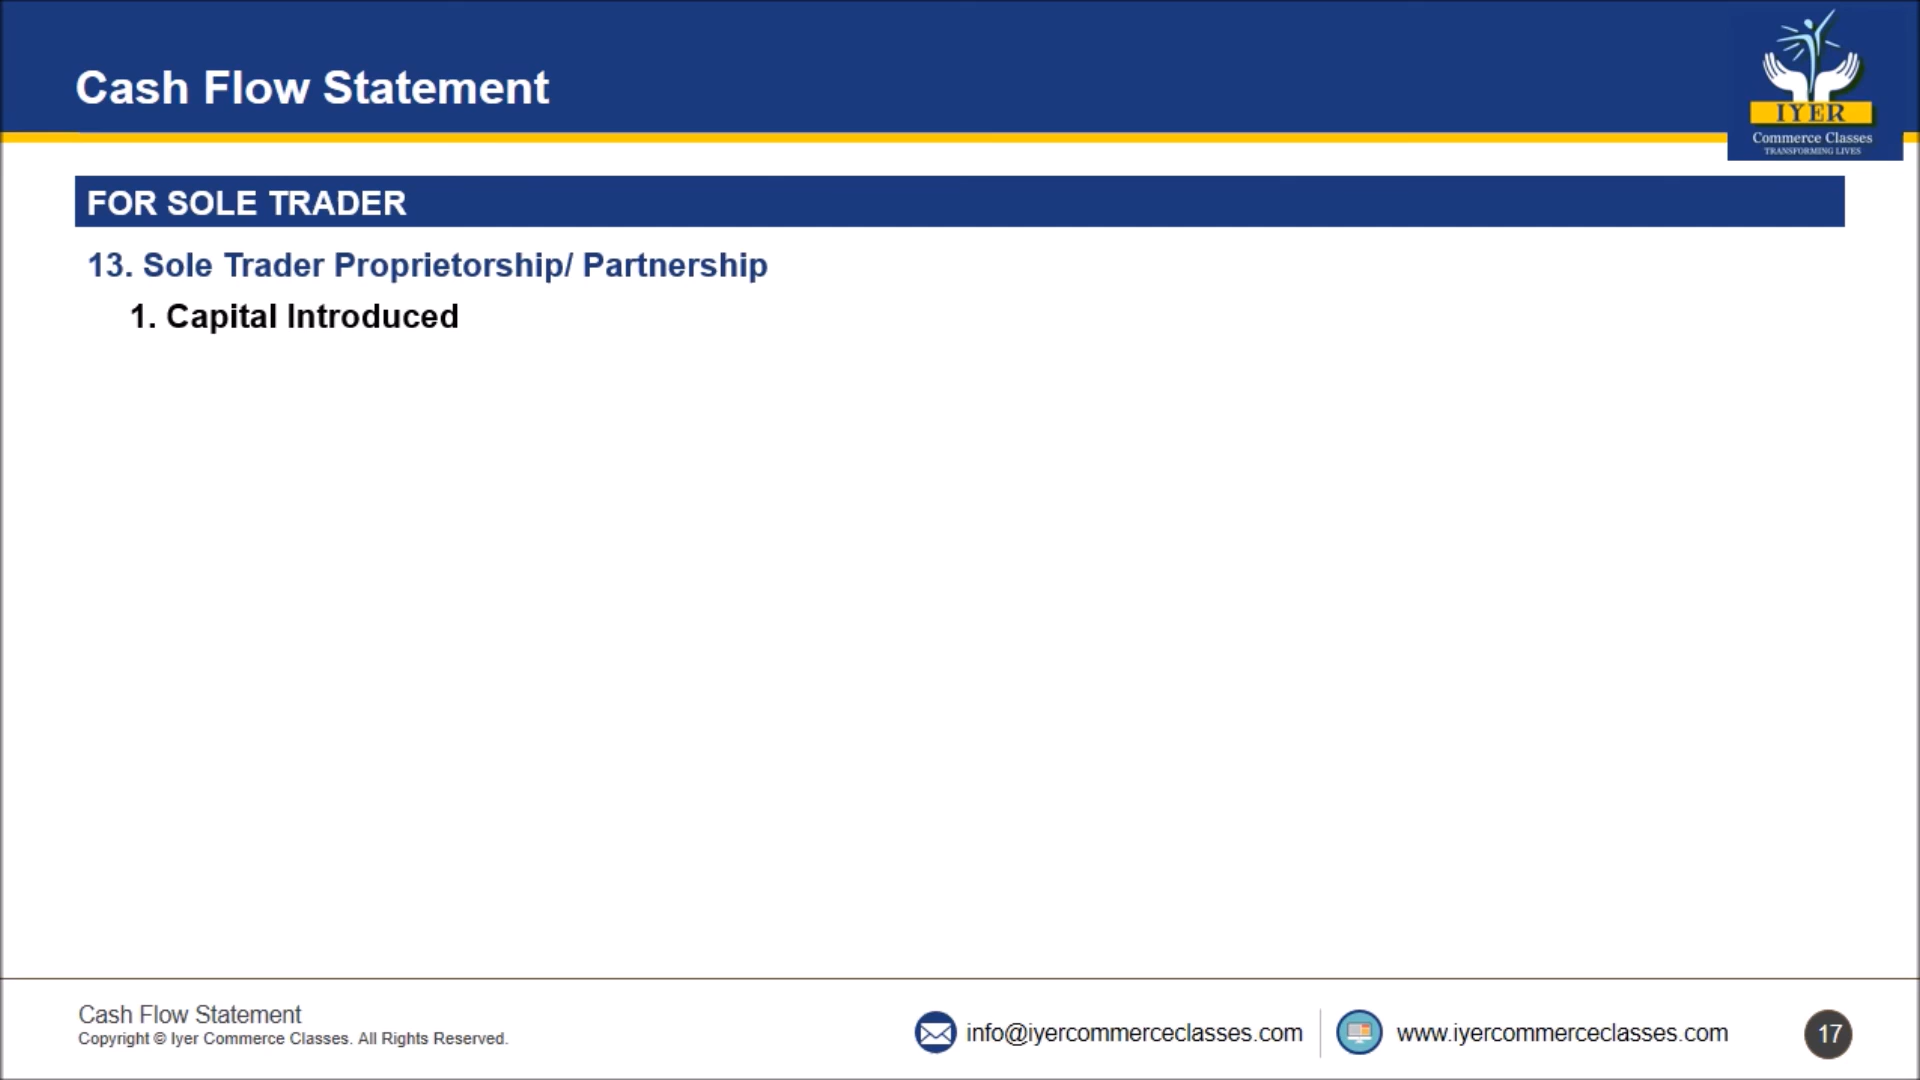 Cash Flow Statement
IYER
Commerce Classes
TRANSFORMING LIVES
FOR SOLE TRADER
13. Sole Trader Proprietorship/ Partnership
1. Capital Introduced
Cash Flow Statement
Copyright © Iyer Commerce Classes. All Rights Reserved.
info@iyercommerceclasses.com
www.iyercommerceclasses.com
17